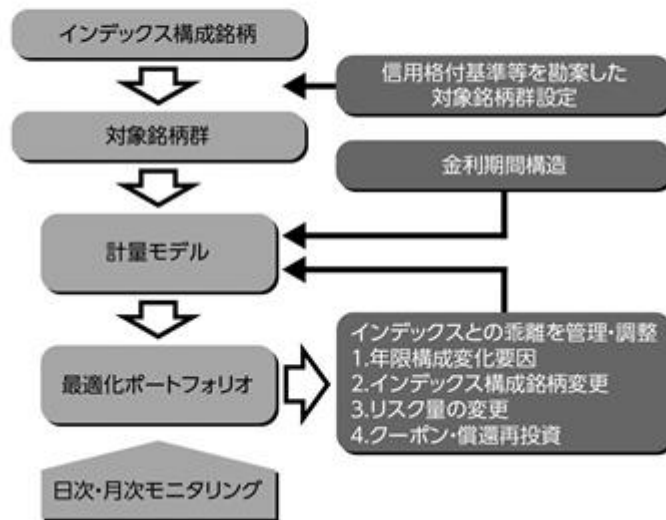 インデックス構成銘柄
信用格付基準等を勘案した
対象銘柄群設定
対象銘柄群
金利期間構造
計量モデル
最適化ポートフォリオ
インデックスとの乖離を管理・調整
1.年限構成変化要因
2.インデックス構成銘柄変更
3.リスク量の変更
4.クーポン・償還再投資
日次・月次モニタリング